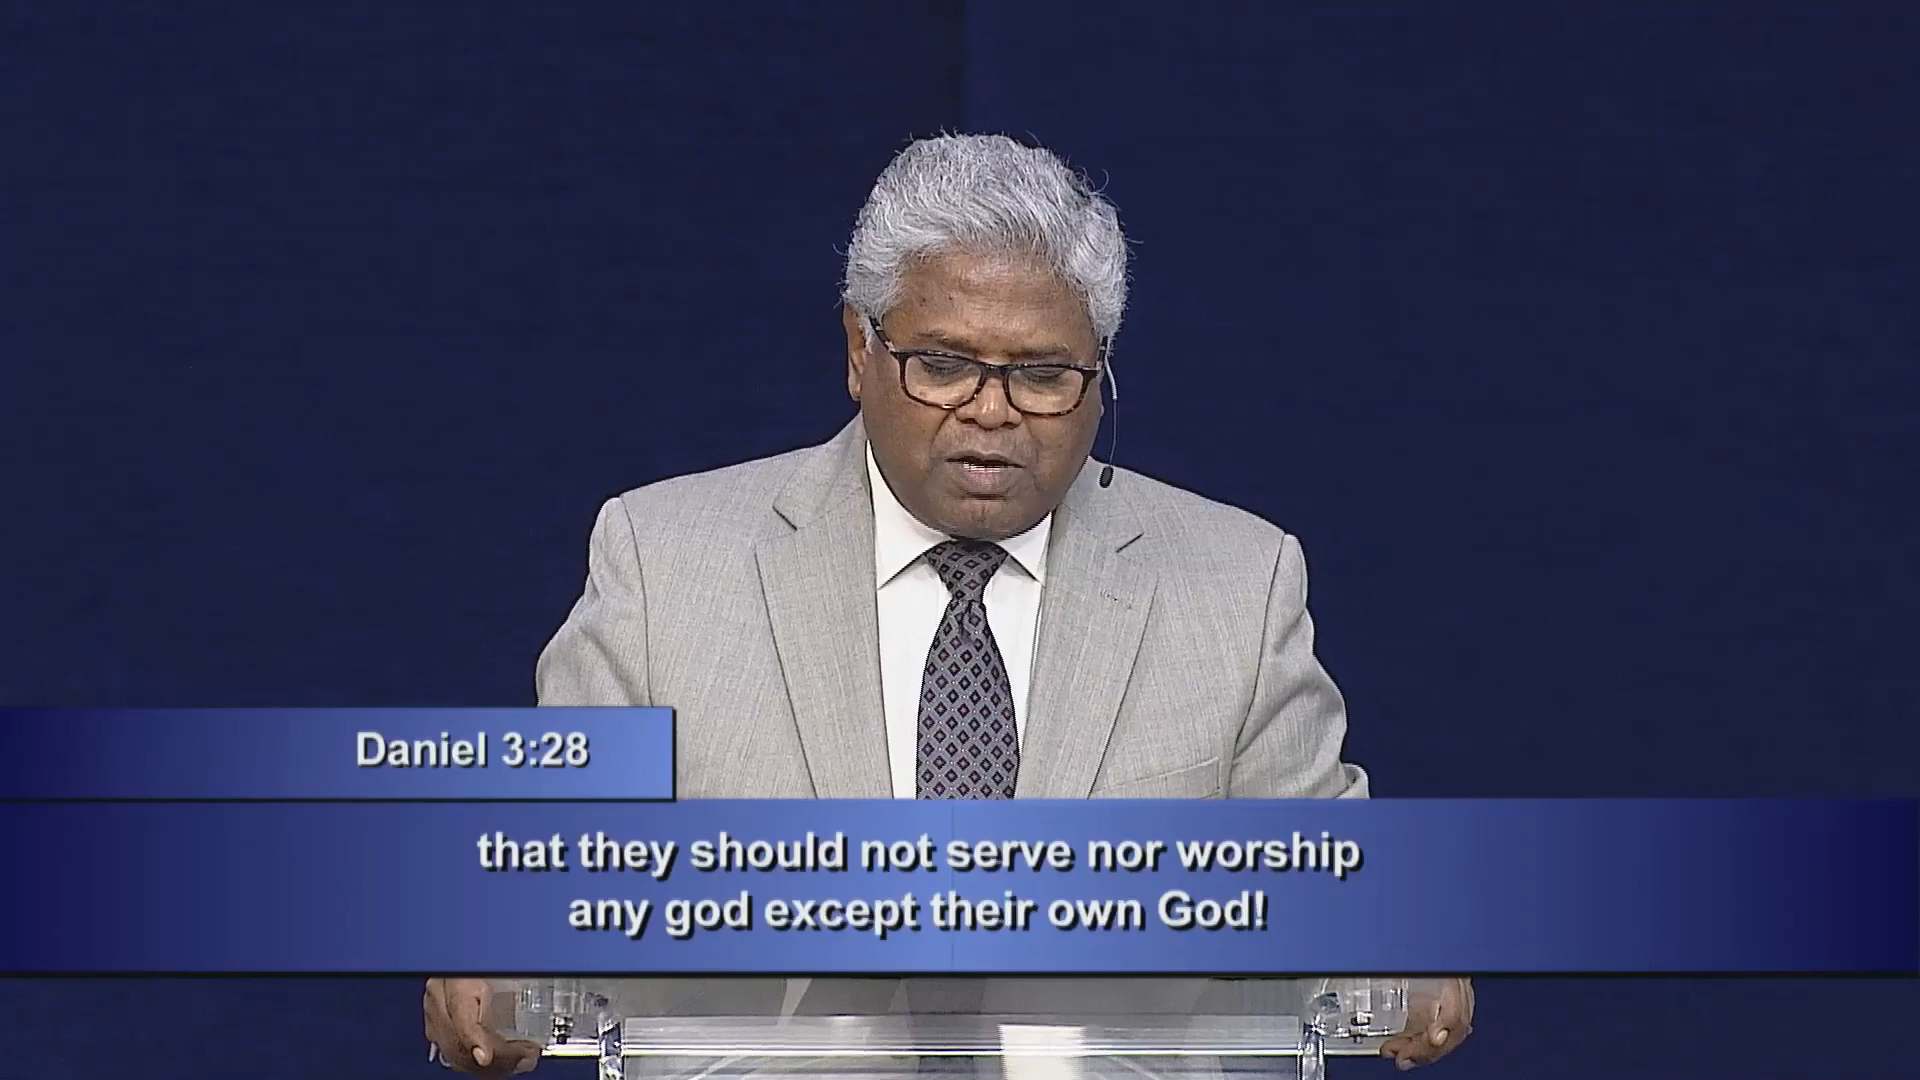 Daniel 3:28
that they should not serve nor worship
any god except their own God!